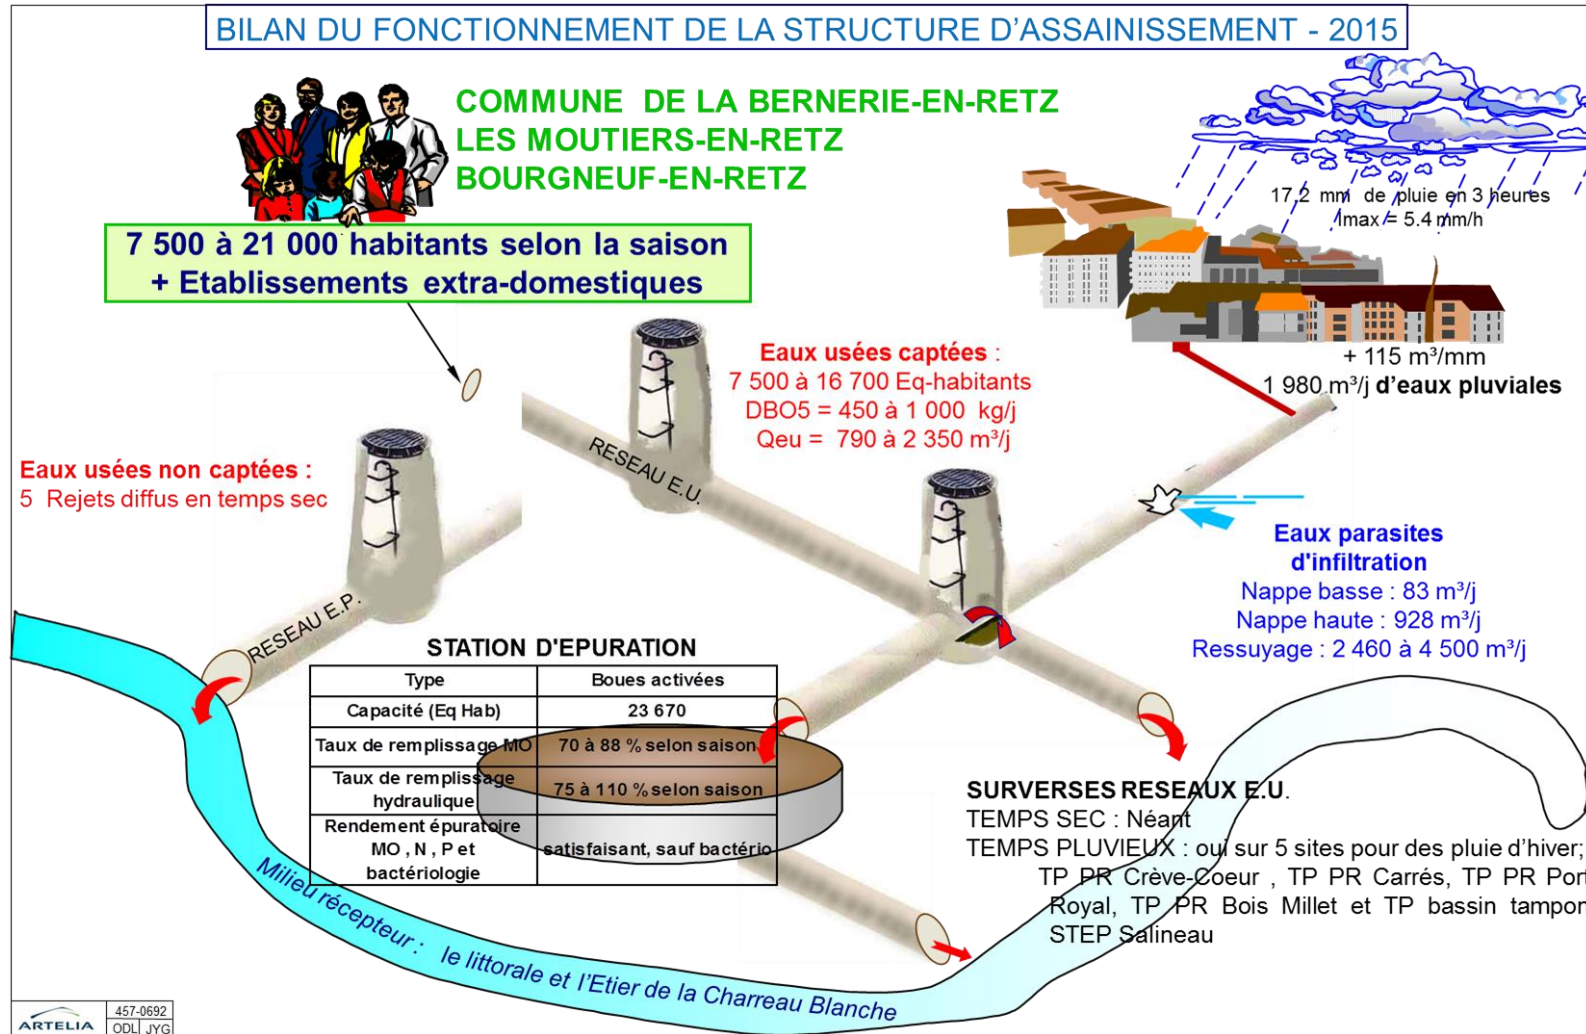 BILAN DU FONCTIONNEMENT DE LA STRUCTURE D'ASSAINISSEMENT - 2015
COMMUNE DE LA BERNERIE-EN-RETZ
LES MOUTIERS-EN-RETZ
BOURGNEUF-EN-RETZ
7 500 à 21 000 habitants selon la saison
+ Etablissements extra-domestiques
17,2 mm de pluie en 3 heures
Imax = 5.4 mm/h
+ 115 m³/mm
1 980 m³/j d'eaux pluviales
Eaux usées captées :
7 500 à 16 700 Eq-habitants
DBO5 = 450 à 1 000 kg/j
Qeu = 790 à 2 350 m³/j
RESEAU E.U.
Eaux usées non captées :
5 Rejets diffus en temps sec
RESEAU E.P.
Eaux parasites
d'infiltration
Nappe basse : 83 m³/j
Nappe haute : 928 m³/j
Ressuyage : 2 460 à 4 500 m³/j
STATION D'EPURATION
Type Boues activées
Capacité (Eq Hab) 23 670
Taux de remplissage MO 70 à 88 % selon saison
Taux de remplissage
hydraulique 75 à 110 % selon saison
Rendement épuratoire
MO , N , P et
bactériologie satisfaisant, sauf bactério
SURVERSES RESEAUX E.U.
TEMPS SEC : Néant
TEMPS PLUVIEUX : oui sur 5 sites pour des pluie d'hiver;
TP PR Crève-Coeur , TP PR Carrés, TP PR Port
Royal, TP PR Bois Millet et TP bassin tampon
STEP Salineau
Milieu récepteur : le littorale et l'Etier de la Charreau Blanche
ARTELIA
457-0692
ODL JYG